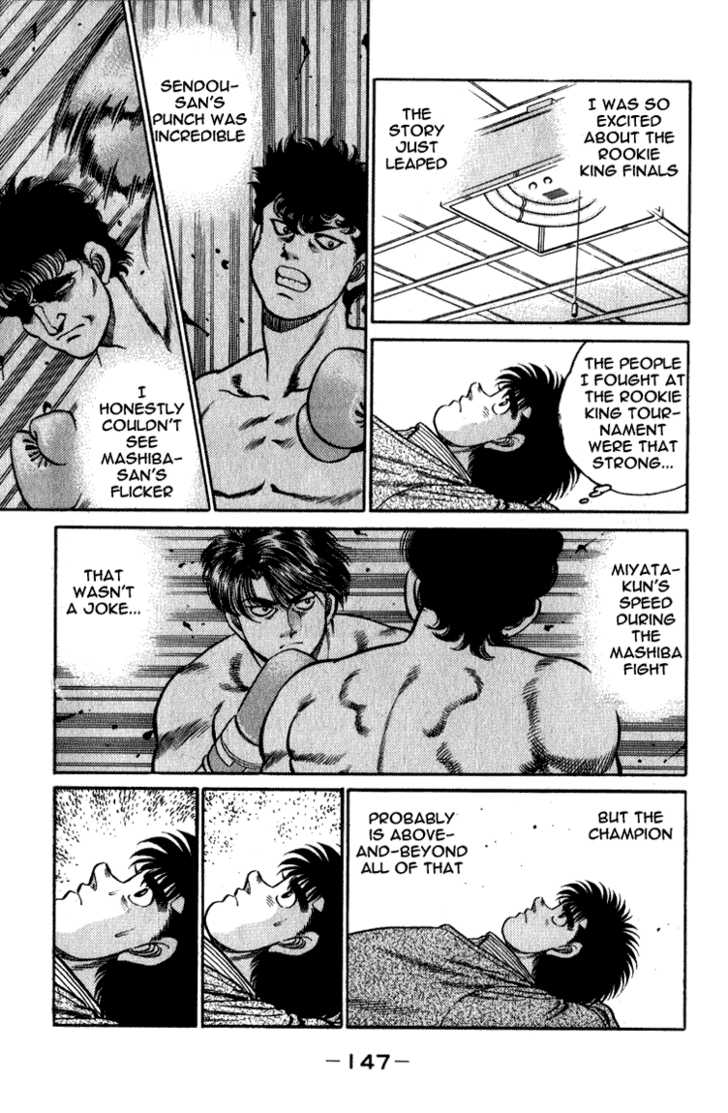 I WAS SO
EXCITED
ABOUT THE
ROOKIE
KING FINALS
THE
STORY
JUST
LEAPED
THE PEOPLE
I FOUGHT AT
THE ROOKIE
KING TOUR-
NAMENT
WERE THAT
STRONG...
SENDOU-
SAN'S
PUNCH WAS
INCREDIBLE
I
HONESTLY
COULDN'T
SEE
MASHIBA-
SAN'S
FLICKER
MIYATA-
KUN'S
SPEED
DURING
THE
MASHIBA
FIGHT
THAT
WASN'T
A JOKE...
BUT THE
CHAMPION
PROBABLY
IS ABOVE-
AND-BEYOND
ALL OF THAT
-147-